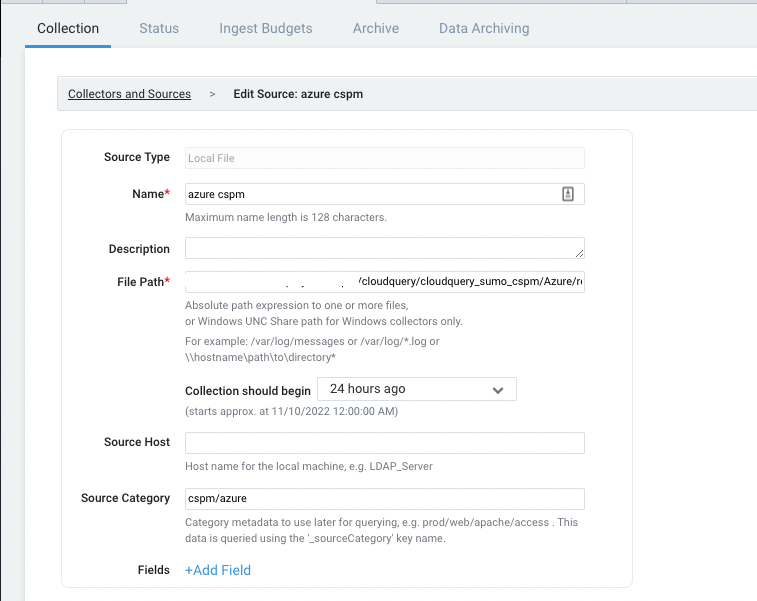 Collection Status Ingest Budgets Archive Data Archiving
Collectors and Sources > Edit Source: azure cspm
Source Type Local File
Name* azure cspm
Maximum name length is 128 characters.
Description
File Path* /cloudquery/cloudquery_sumo_cspm/Azure/re
Absolute path expression to one or more files,
or Windows UNC Share path for Windows collectors only.
For example: /var/log/messages or /var/log/*.log or
\\hostname\path\to\directory*
Collection should begin 24 hours ago
(starts approx. at 11/10/2022 12:00:00 AM)
Source Host
Host name for the local machine, e.g. LDAP_Server
Source Category cspm/azure
Category metadata to use later for querying, e.g. prod/web/apache/access . This
data is queried using the '_sourceCategory' key name.
Fields +Add Field